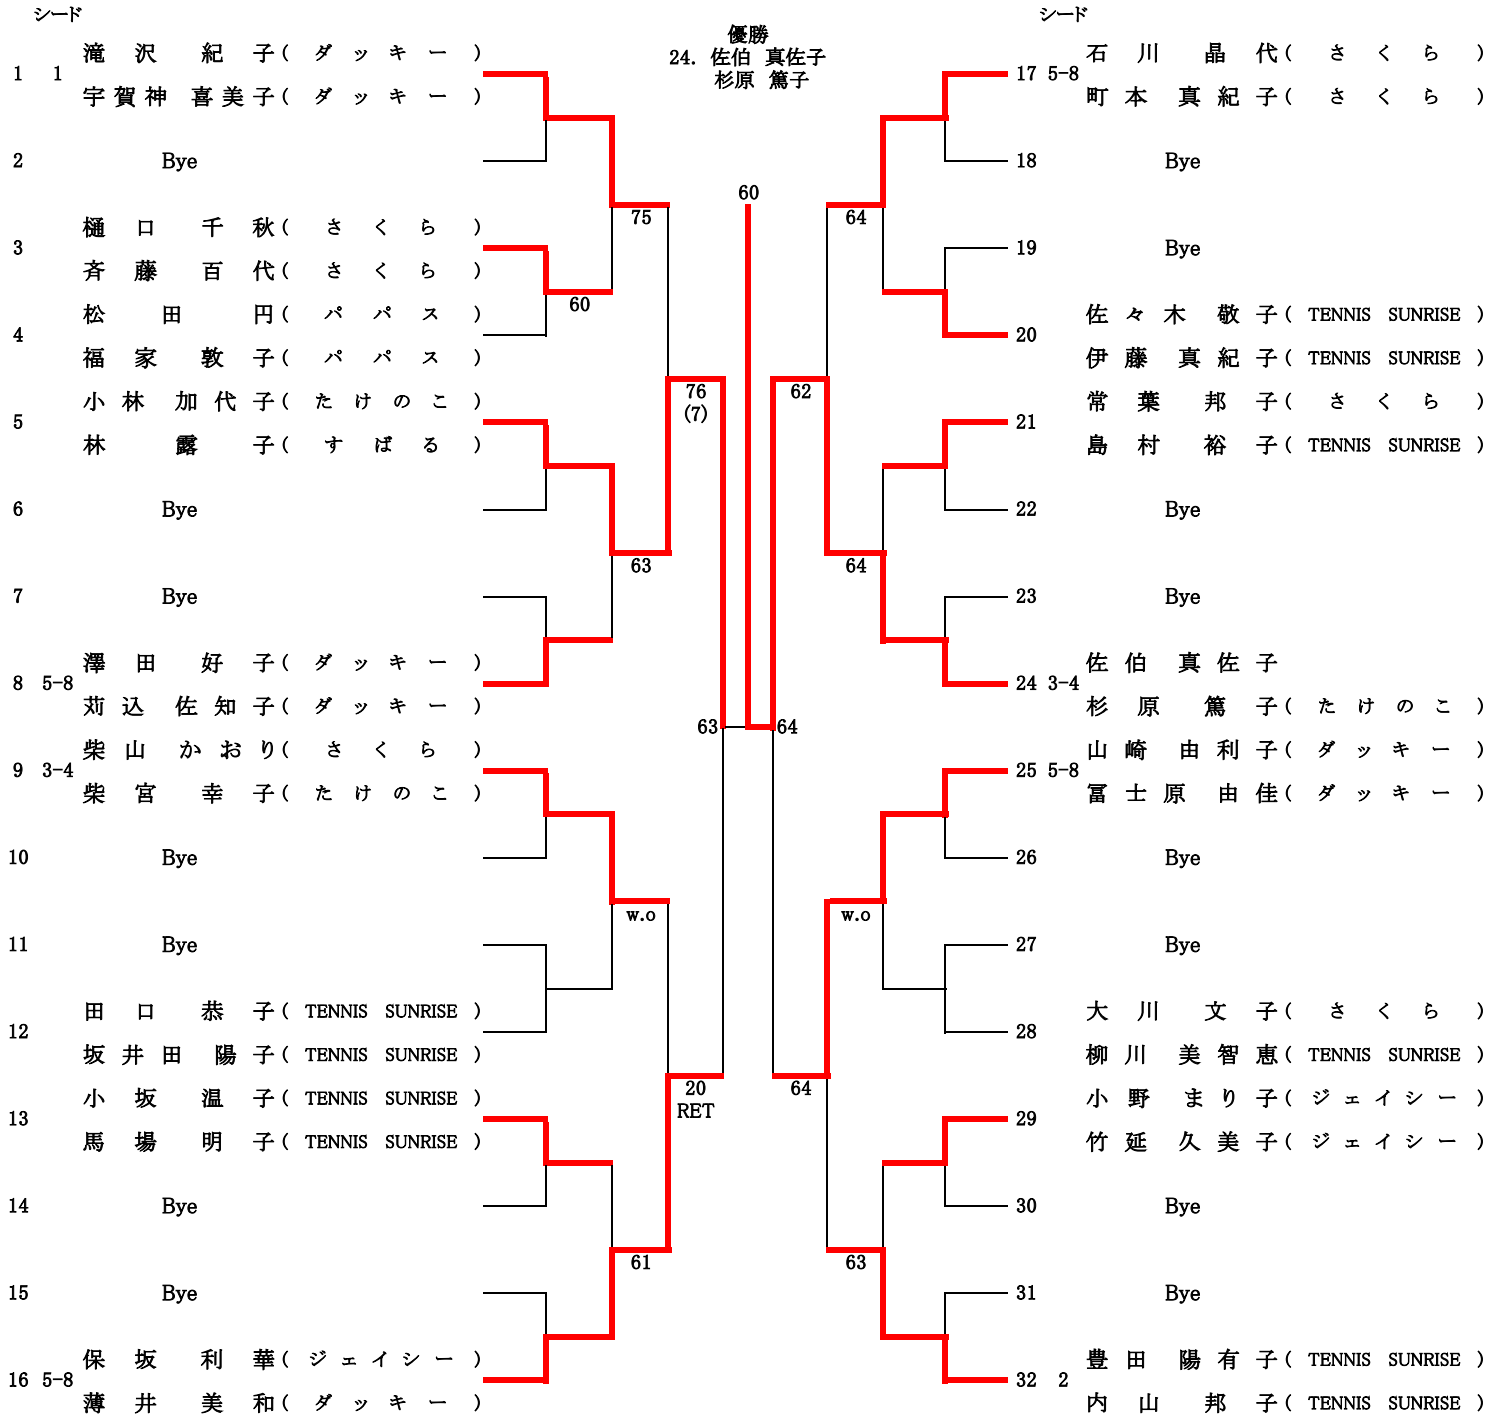 シード
1 1 滝沢 紀子(ダッキー)
宇賀神 喜美子(ダッキー)
2 Bye
3 樋口 千秋(さくら)
斉藤 百代(さくら)
4 松田 円(パパス)
福家 敦子(パパス)
5 小林 加代子(たけのこ)
林 露子(すばる)
6 Bye
7 Bye
8 5-8 澤田 好子(ダッキー)
苅込 佐知子(ダッキー)
9 3-4 柴山 かおり(さくら)
柴宮 幸子(たけのこ)
10 Bye
11 Bye
12 田口 恭子(TENNIS SUNRISE)
坂井田 陽子(TENNIS SUNRISE)
13 小坂 温子(TENNIS SUNRISE)
馬場 明子(TENNIS SUNRISE)
14 Bye
15 Bye
16 5-8 保坂 利華(ジェイシー)
薄井 美和(ダッキー)
60
75
63
w.o
61
76
(7)
20
RET
63
優勝
24. 佐伯 真佐子
杉原 篤子
60
64
62
64
64
64
w.o
63
シード
17 5-8 石川 晶代(さくら)
町本 真紀子(さくら)
18 Bye
19 Bye
20 佐々木 敬子(TENNIS SUNRISE)
伊藤 真紀子(TENNIS SUNRISE)
21 常葉 邦子(さくら)
島村 裕子(TENNIS SUNRISE)
22 Bye
23 Bye
24 3-4 佐伯 真佐子
杉原 篤子(たけのこ)
25 5-8 山崎 由利子(ダッキー)
冨士原 由佳(ダッキー)
26 Bye
27 Bye
28 大川 文子(さくら)
柳川 美智恵(TENNIS SUNRISE)
29 小野 まり子(ジェイシー)
竹延 久美子(ジェイシー)
30 Bye
31 Bye
32 2 豊田 陽有子(TENNIS SUNRISE)
内山 邦子(TENNIS SUNRISE)